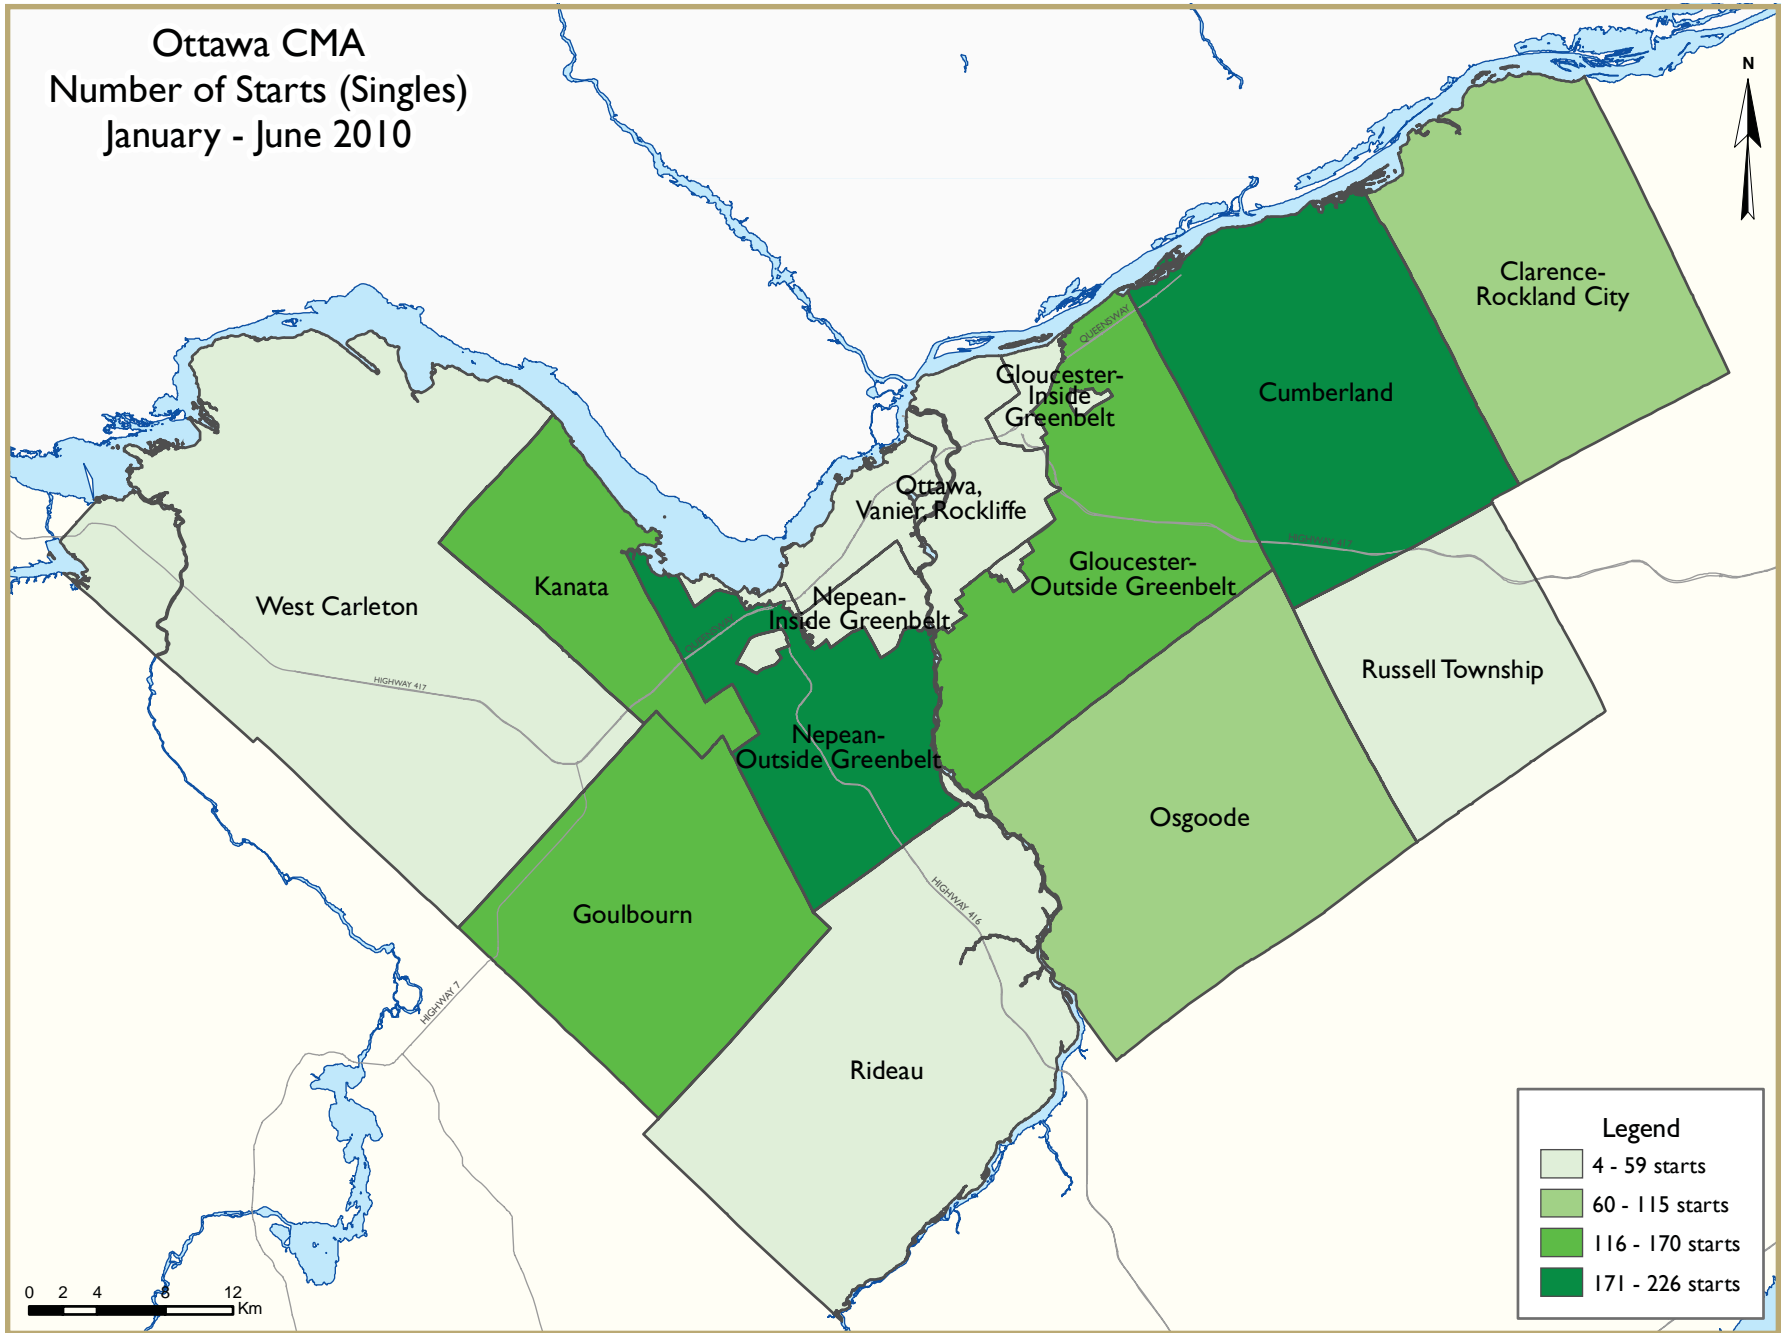 Ottawa CMA
Number of Starts (Singles)
January - June 2010
N
Clarence-
Rockland City
QUEENSWAY
Gloucester-
Inside
Greenbelt
Cumberland
Ottawa,
Vanier, Rockliffe
HIGHWAY 417
Gloucester-
Outside Greenbelt
Kanata
West Carleton
Nepean-
Inside Greenbelt
QUEENSWAY
Russell Township
HIGHWAY 417
Nepean-
Outside Greenbelt
Osgoode
Goulbourn
HIGHWAY 416
HIGHWAY 7
Rideau
Legend
4 - 59 starts
60 - 115 starts
116 - 170 starts
171 - 226 starts
0 2 4 8 12
Km